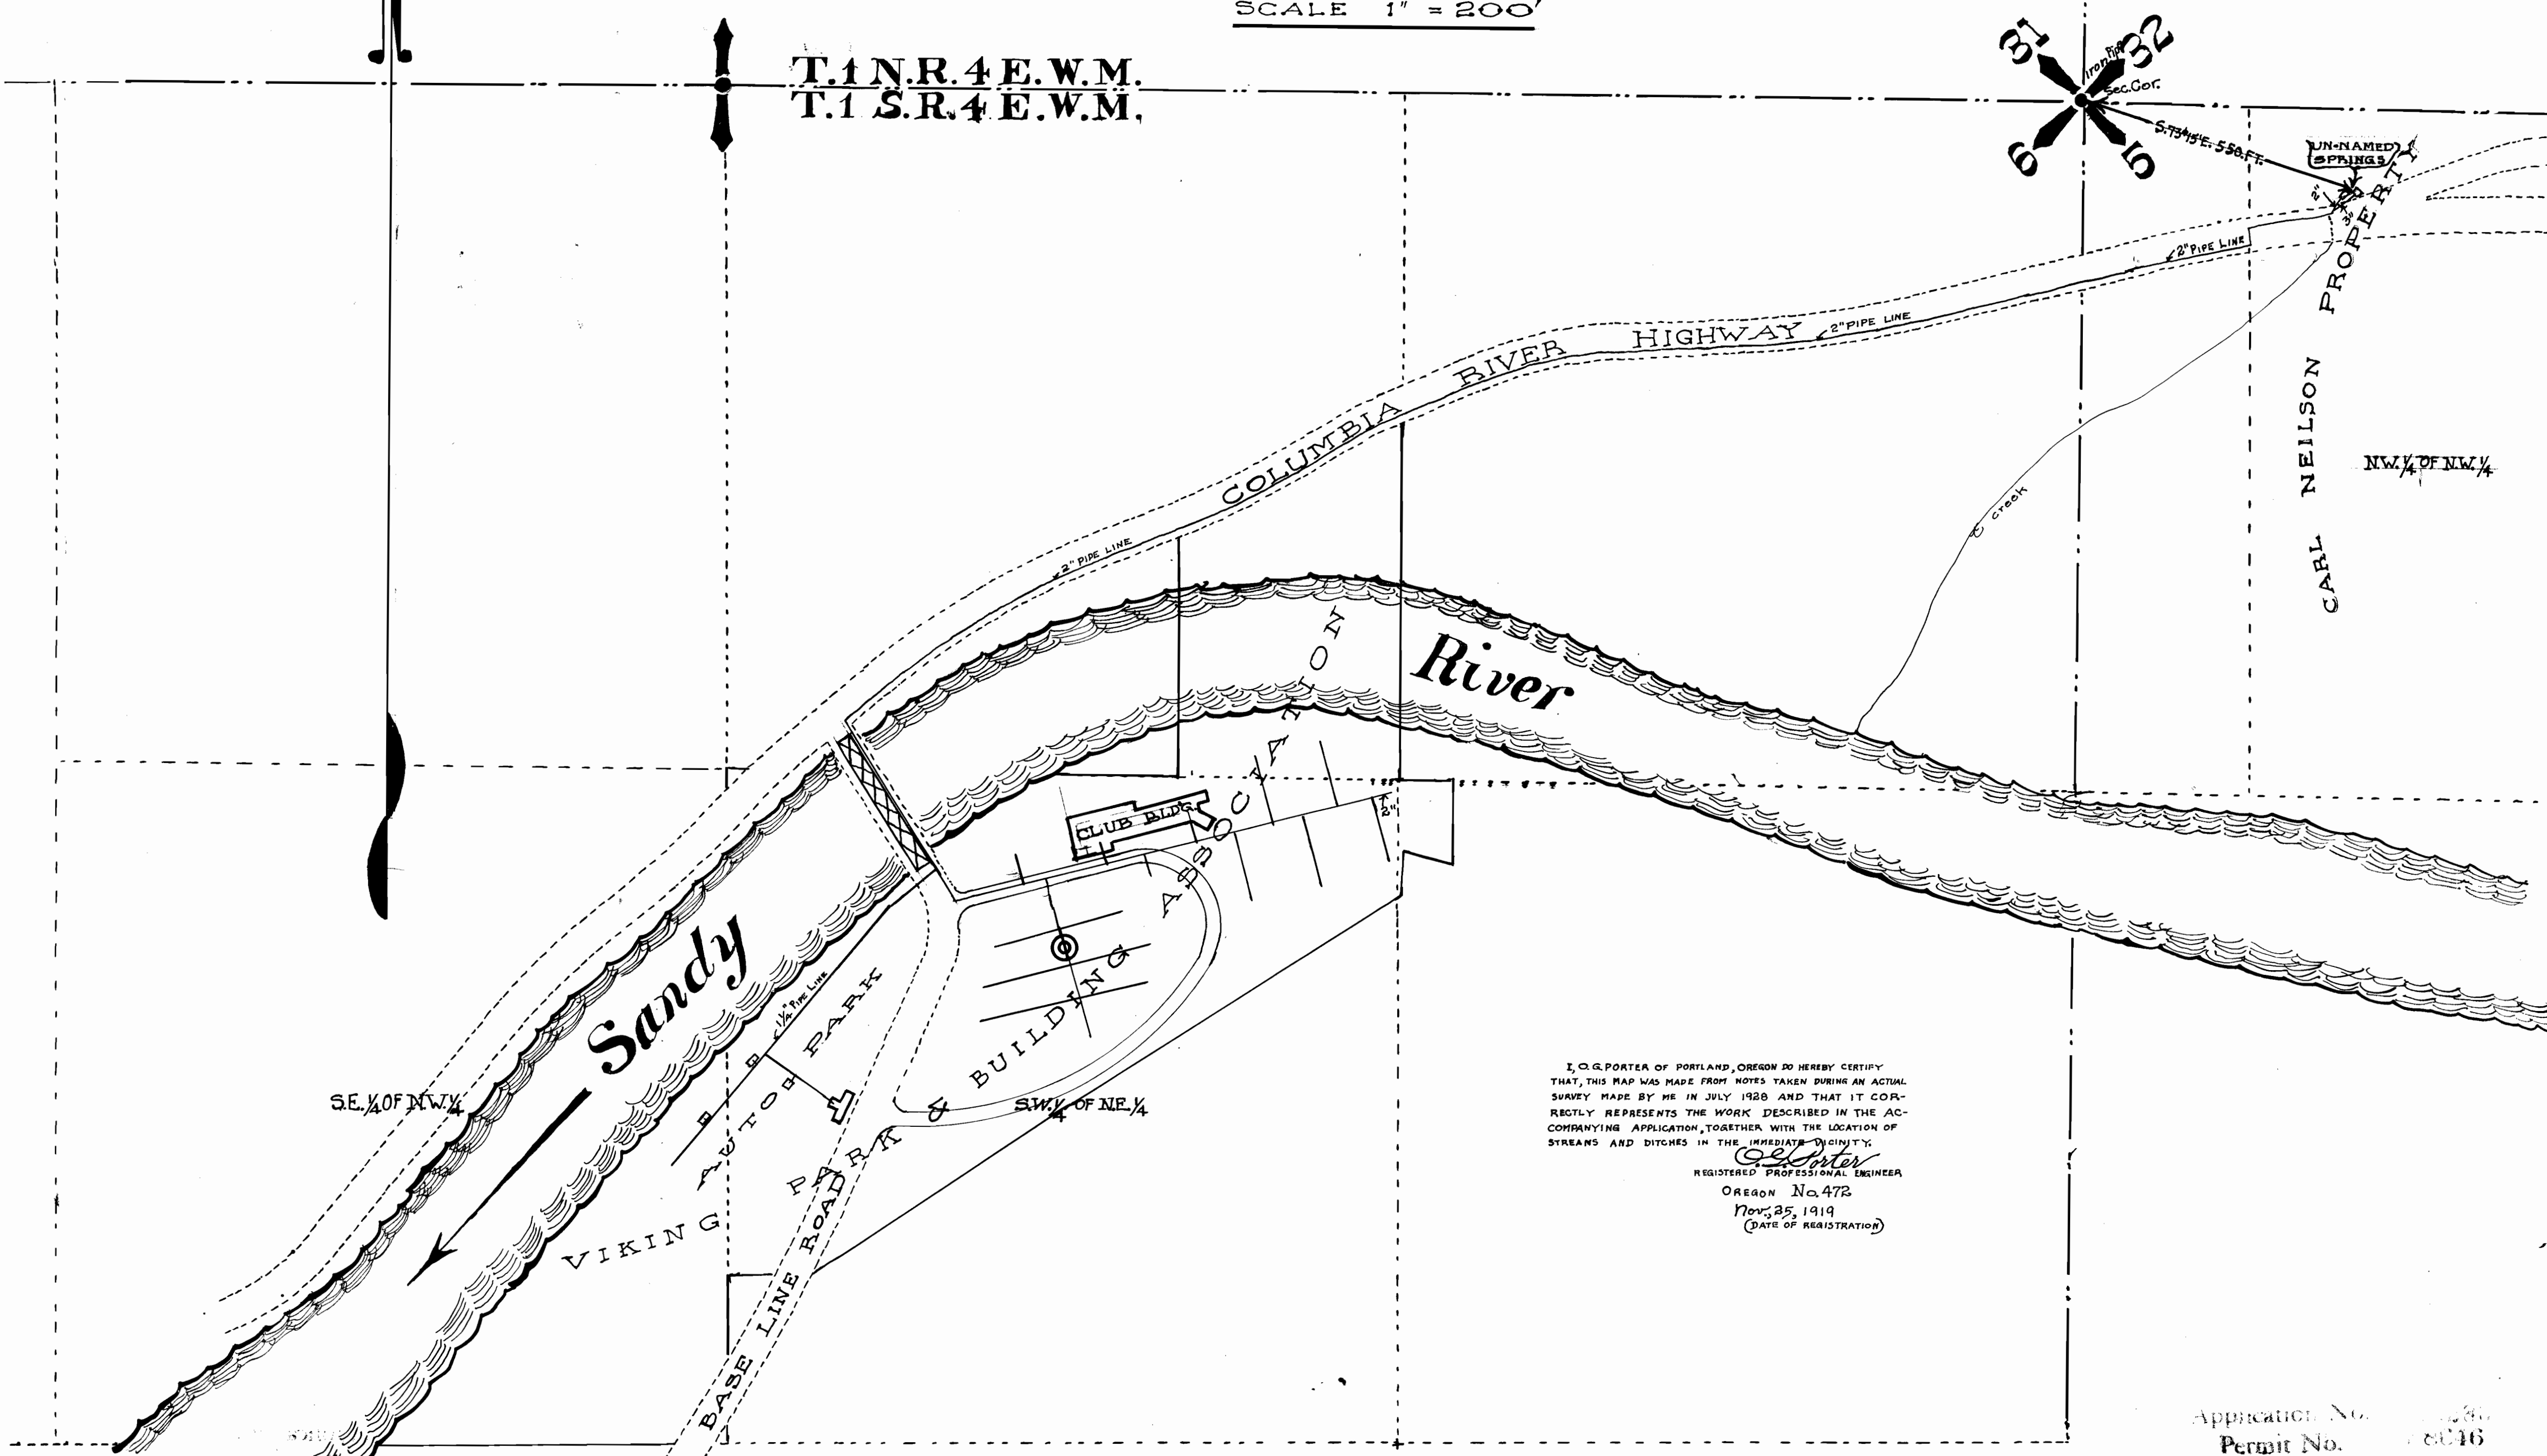 SCALE 1" = 200'
T.1 N.R. 4 E.W.M.
T.1 S.R. 4 E.W.M.
31
32
Iron Pipe
Sec. Cor.
6
5
S.73°15'E. 550.FT.
UN-NAMED
SPRINGS
2"
3"
2" PIPE LINE
CARL NEILSON PROPERTY
N.W.¼ OF N.W.¼
COLUMBIA RIVER HIGHWAY
2" PIPE LINE
2" PIPE LINE
℄ creek
Sandy River
CLUB BLDG.
2"
1¼" PIPE LINE
AUTO PARK
VIKING PARK & BUILDING ASSOCIATION
S.E.¼ OF N.W.¼
S.W.¼ OF N.E.¼
BASE LINE ROAD
I, O.G. PORTER OF PORTLAND, OREGON DO HEREBY CERTIFY
THAT, THIS MAP WAS MADE FROM NOTES TAKEN DURING AN ACTUAL
SURVEY MADE BY ME IN JULY 1928 AND THAT IT COR-
RECTLY REPRESENTS THE WORK DESCRIBED IN THE AC-
COMPANYING APPLICATION, TOGETHER WITH THE LOCATION OF
STREANS AND DITCHES IN THE IMMEDIATE VICINITY.
O.G. Porter
REGISTERED PROFESSIONAL ENGINEER
OREGON No. 472
Nov. 25, 1919
(DATE OF REGISTRATION)
Application No.
Permit No. 8046